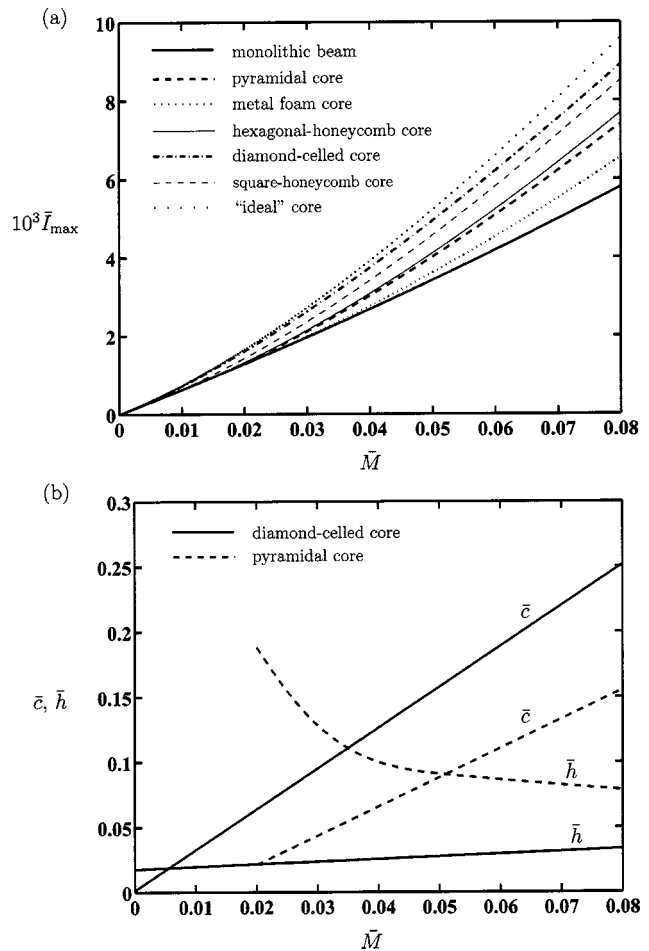 (a)
10
monolithic beam
pyramidal core
metal foam core
8
hexagonal-honeycomb core
diamond-celled core
square-honeycomb core
6
"ideal" core
10³Īmax
4
2
0
0 0.01 0.02 0.03 0.04 0.05 0.06 0.07 0.08
M̄
(b)
0.3
diamond-celled core
pyramidal core
0.25
c̄
0.2
c̄, h̄
c̄
0.15
h̄
0.1
h̄
0.05
0
0 0.01 0.02 0.03 0.04 0.05 0.06 0.07 0.08
M̄